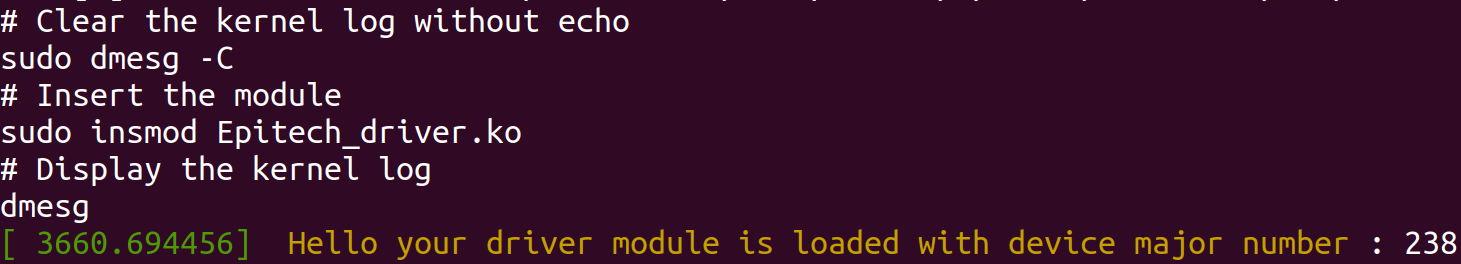 # Clear the kernel log without echo
sudo dmesg -C
# Insert the module
sudo insmod Epitech_driver.ko
# Display the kernel log
dmesg
[ 3660.694456]  Hello your driver module is loaded with device major number : 238